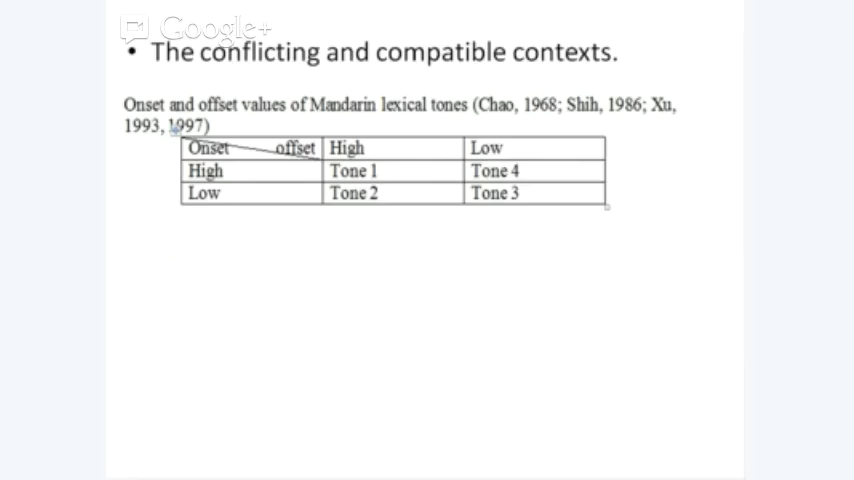 Google+
• The conflicting and compatible contexts.
Onset and offset values of Mandarin lexical tones (Chao, 1968; Shih, 1986; Xu,
1993, 1997)
Onset offset High Low
High Tone 1 Tone 4
Low Tone 2 Tone 3